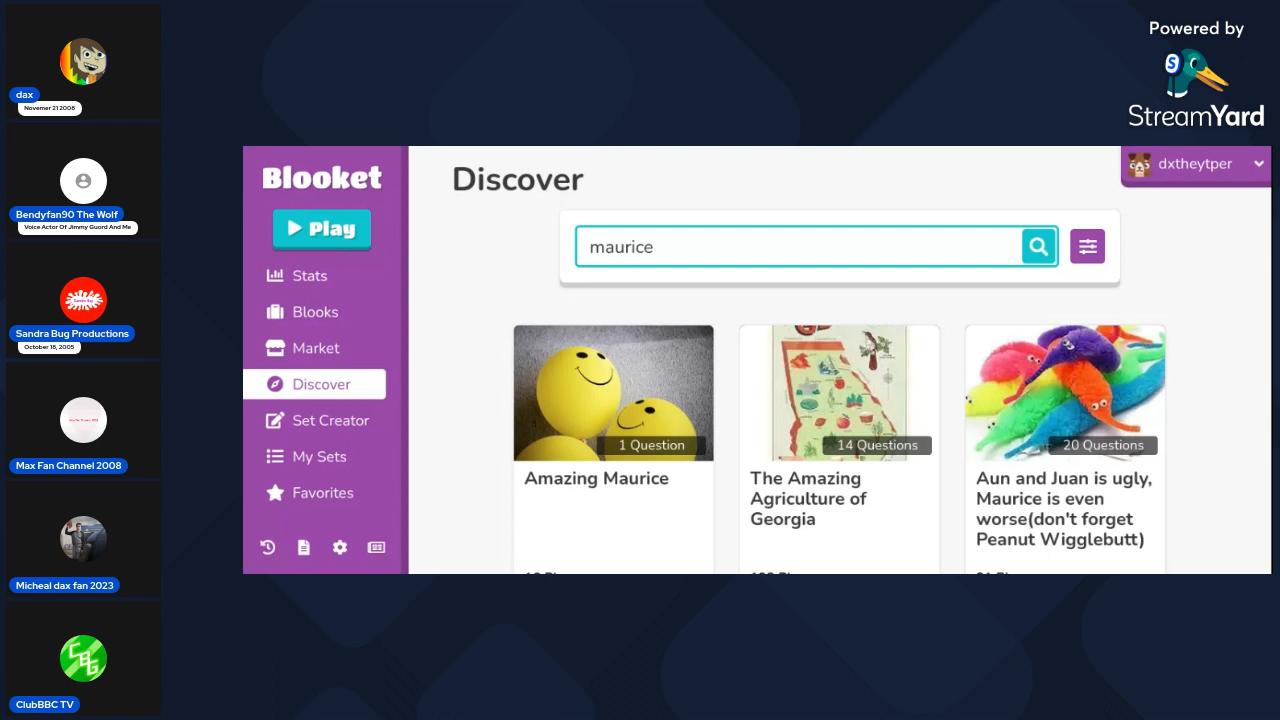 dax
Novemer 21 2008
Bendyfan90 The Wolf
Voice Actor Of Jimmy Guord And Me
Sandra Bug Productions
October 18, 2005
Max Fan Channel 2008
Micheal dax fan 2023
CBG
ClubBBC TV
Powered by
S
StreamYard
Blooket
Play
Stats
Blooks
Market
Discover
Set Creator
My Sets
Favorites
Discover
dxtheytper
maurice
1 Question
Amazing Maurice
14 Questions
The Amazing
Agriculture of
Georgia
20 Questions
Aun and Juan is ugly,
Maurice is even
worse(don't forget
Peanut Wigglebutt)